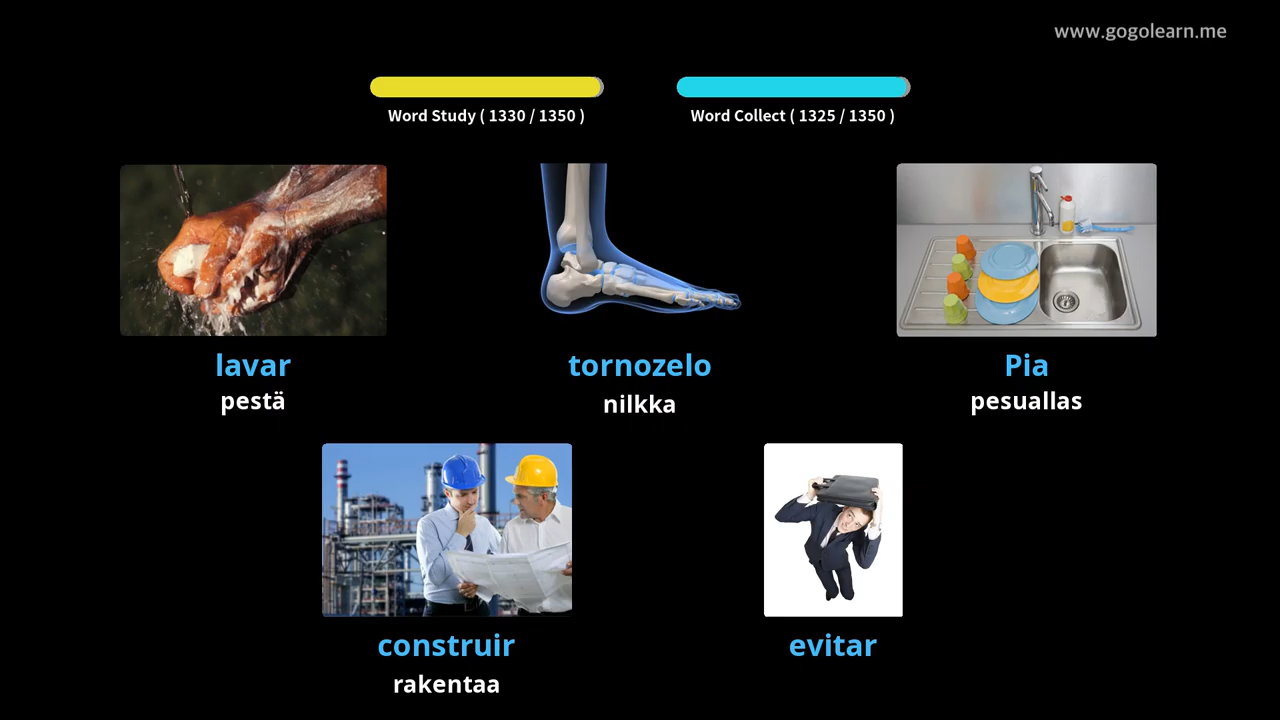 www.gogolearn.me
Word Study ( 1330 / 1350 )
Word Collect ( 1325 / 1350 )
lavar
pestä
tornozelo
nilkka
Pia
pesuallas
construir
rakentaa
evitar